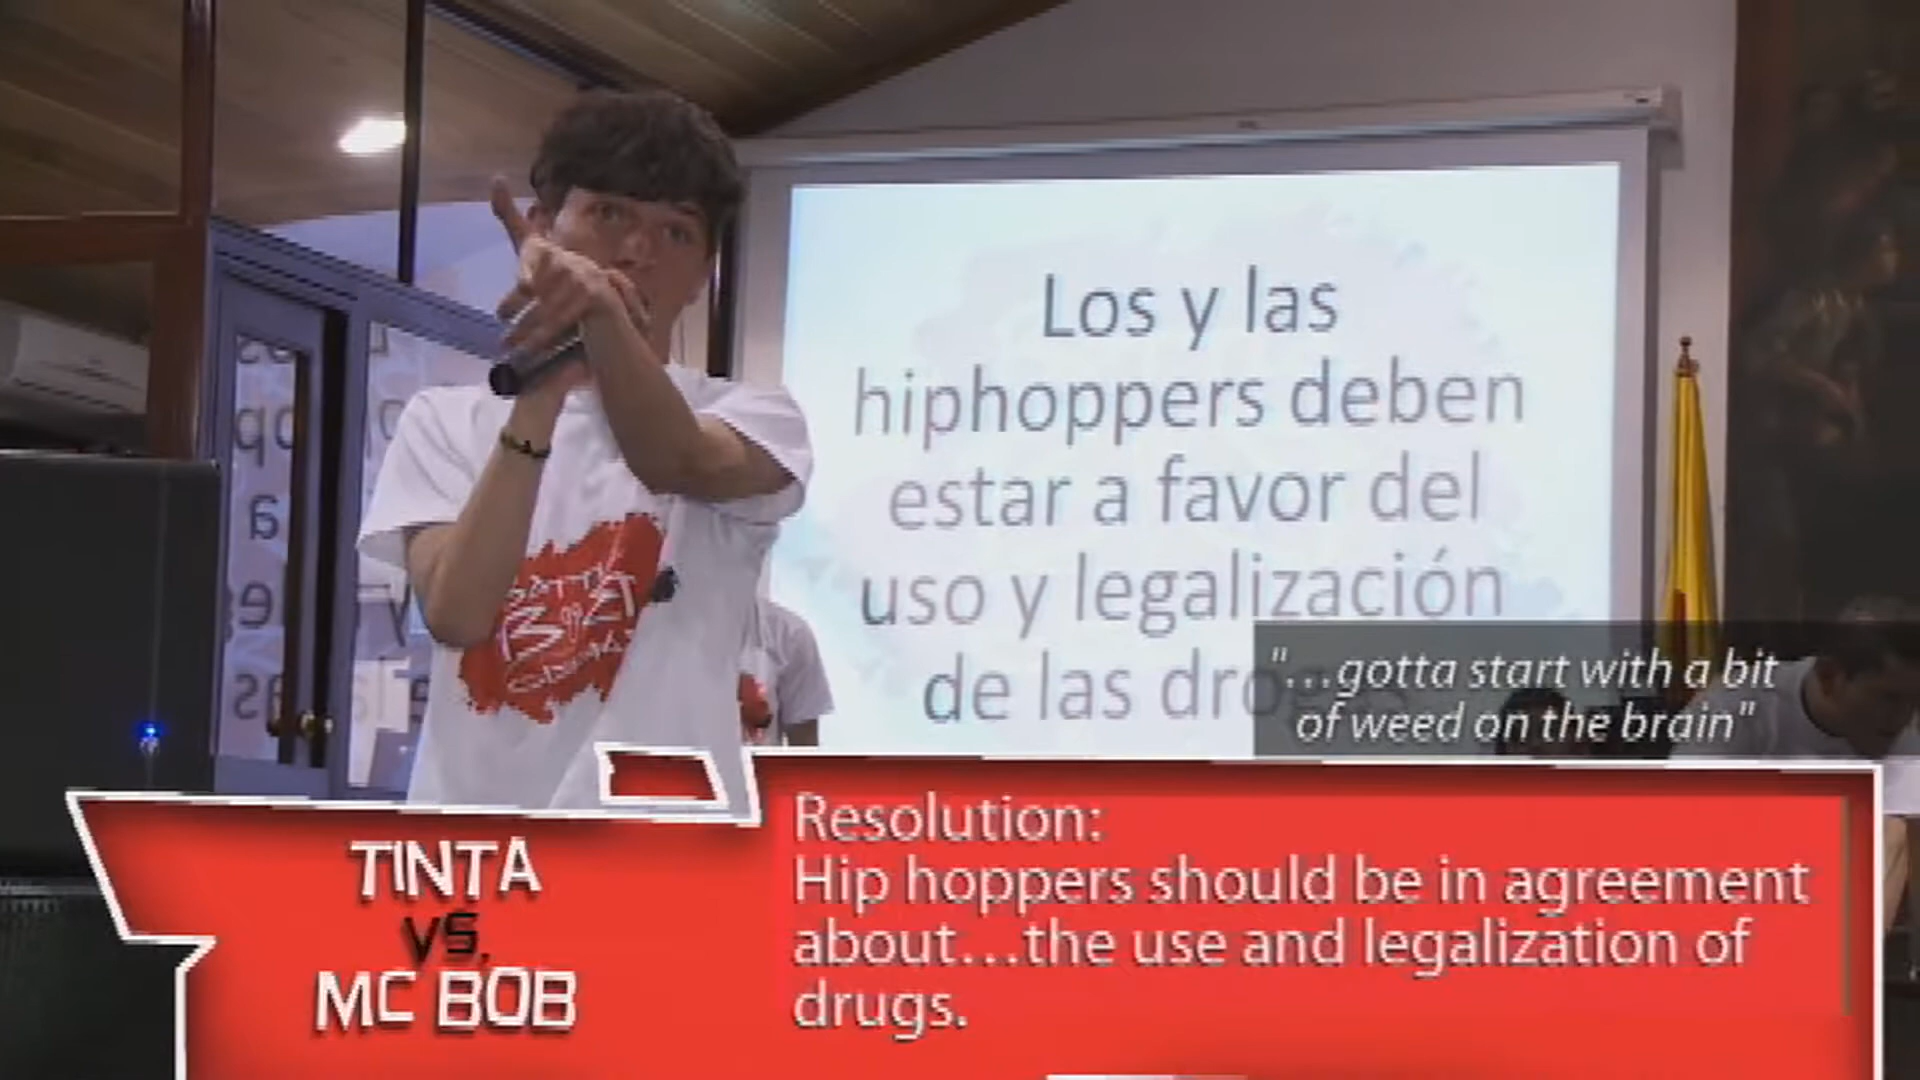 Los y las
hiphoppers deben
estar a favor del
uso y legalización
de las dro
"...gotta start with a bit
of weed on the brain"
TINTA
VS.
MC BOB
Resolution:
Hip hoppers should be in agreement
about...the use and legalization of
drugs.